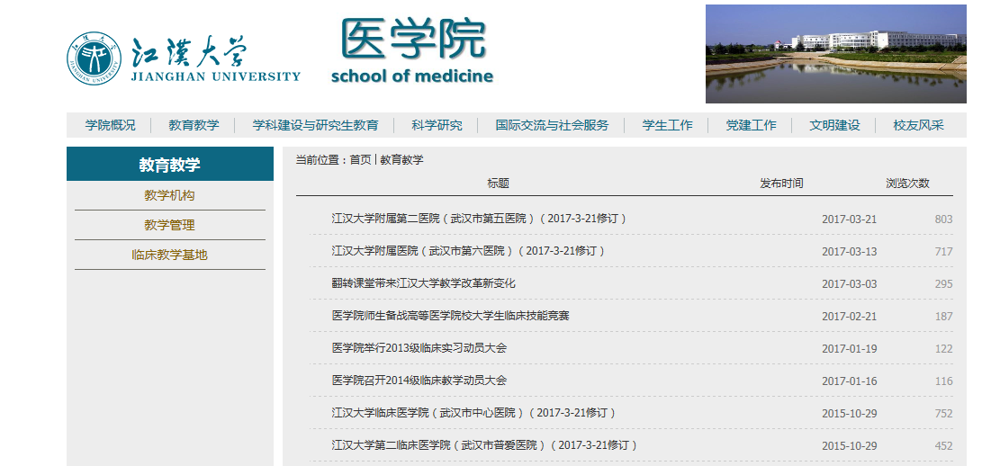 江漢大学
JIANGHAN UNIVERSITY
医学院
school of medicine
学院概况 教育教学 学科建设与研究生教育 科学研究 国际交流与社会服务 学生工作 党建工作 文明建设 校友风采
教育教学
教学机构
教学管理
临床教学基地
当前位置：首页 | 教育教学
标题 发布时间 浏览次数
江汉大学附属第二医院（武汉市第五医院）（2017-3-21修订） 2017-03-21 803
江汉大学附属医院（武汉市第六医院）（2017-3-21修订） 2017-03-13 717
翻转课堂带来江汉大学教学改革新变化 2017-03-03 295
医学院师生备战高等医学院校大学生临床技能竞赛 2017-02-21 187
医学院举行2013级临床实习动员大会 2017-01-19 122
医学院召开2014级临床教学动员大会 2017-01-16 116
江汉大学临床医学院（武汉市中心医院）（2017-3-21修订） 2015-10-29 752
江汉大学第二临床医学院（武汉市普爱医院）（2017-3-21修订） 2015-10-29 452